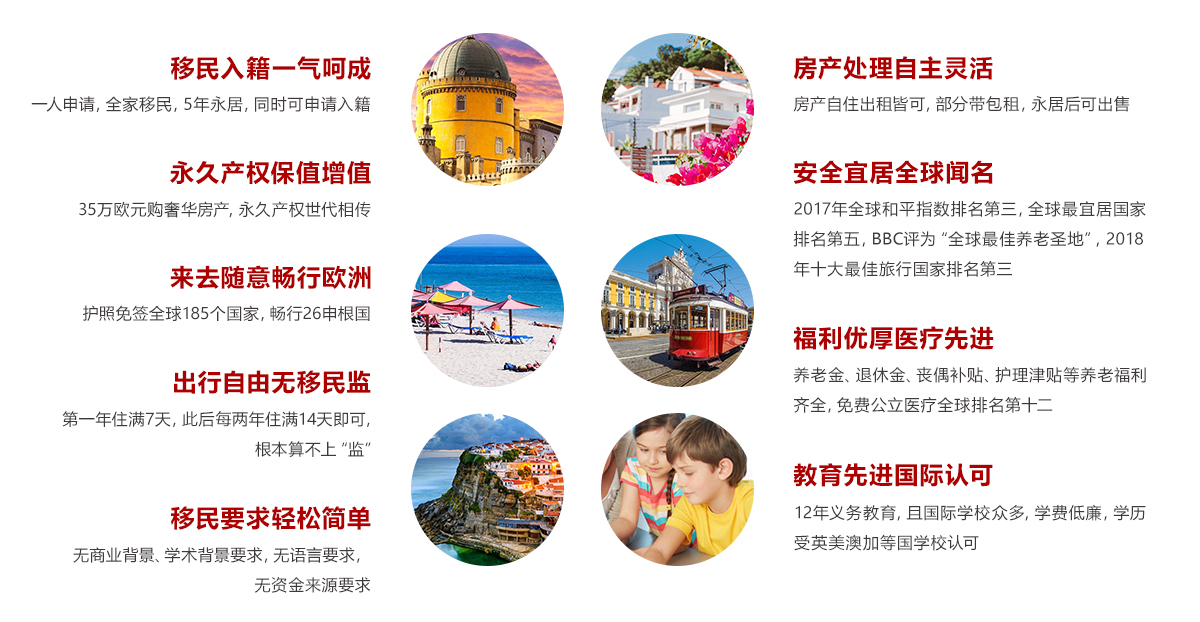 移民入籍一气呵成
一人申请, 全家移民, 5年永居, 同时可申请入籍
永久产权保值增值
35万欧元购奢华房产, 永久产权世代相传
来去随意畅行欧洲
护照免签全球185个国家, 畅行26申根国
出行自由无移民监
第一年住满7天, 此后每两年住满14天即可,
根本算不上 “监”
移民要求轻松简单
无商业背景、学术背景要求, 无语言要求,
无资金来源要求
房产处理自主灵活
房产自住出租皆可, 部分带包租, 永居后可出售
安全宜居全球闻名
2017年全球和平指数排名第三, 全球最宜居国家
排名第五, BBC评为 “全球最佳养老圣地” , 2018
年十大最佳旅行国家排名第三
福利优厚医疗先进
养老金、退休金、丧偶补贴、护理津贴等养老福利
齐全, 免费公立医疗全球排名第十二
教育先进国际认可
12年义务教育, 且国际学校众多, 学费低廉, 学历
受英美澳加等国学校认可